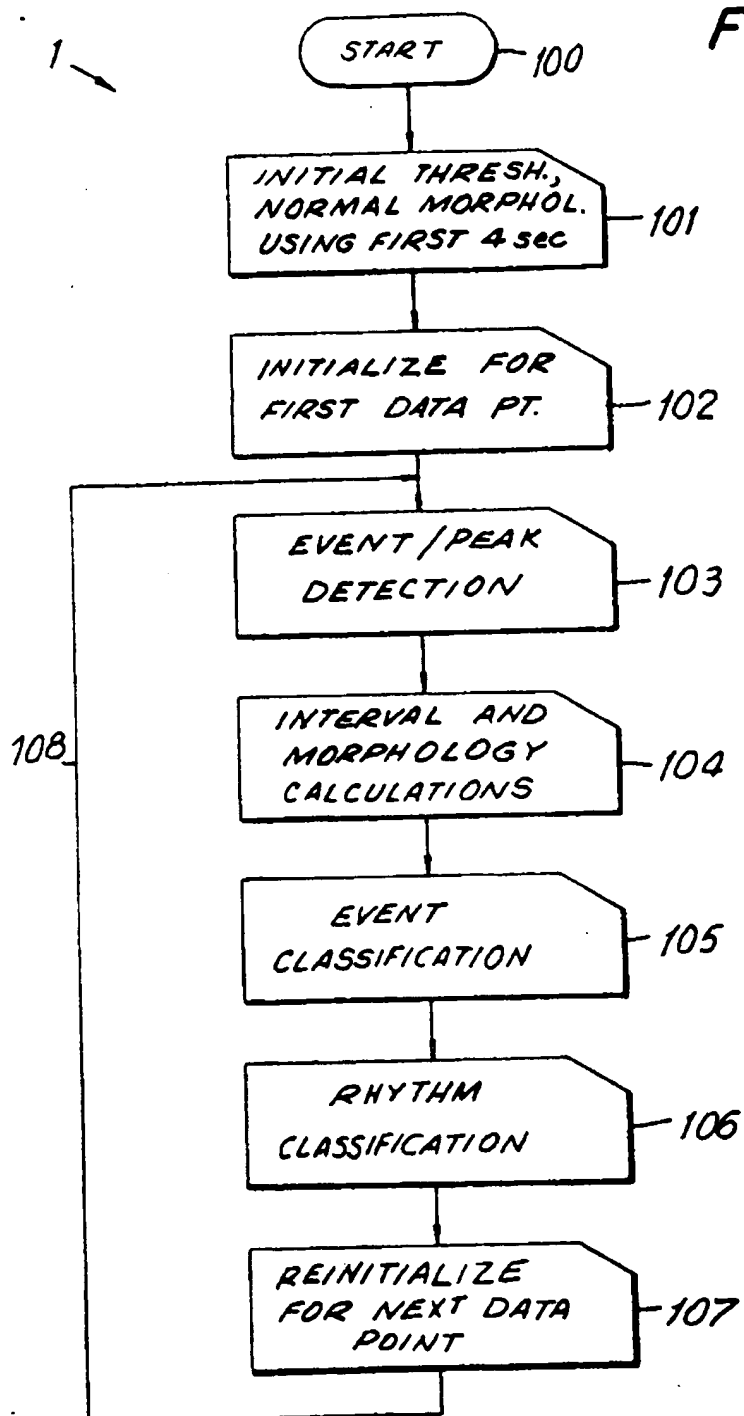 F
1
START
100
INITIAL THRESH.,
NORMAL MORPHOL.
USING FIRST 4 sec
101
INITIALIZE FOR
FIRST DATA PT.
102
EVENT/PEAK
DETECTION
103
INTERVAL AND
MORPHOLOGY
CALCULATIONS
104
108
EVENT
CLASSIFICATION
105
RHYTHM
CLASSIFICATION
106
REINITIALIZE
FOR NEXT DATA
POINT
107